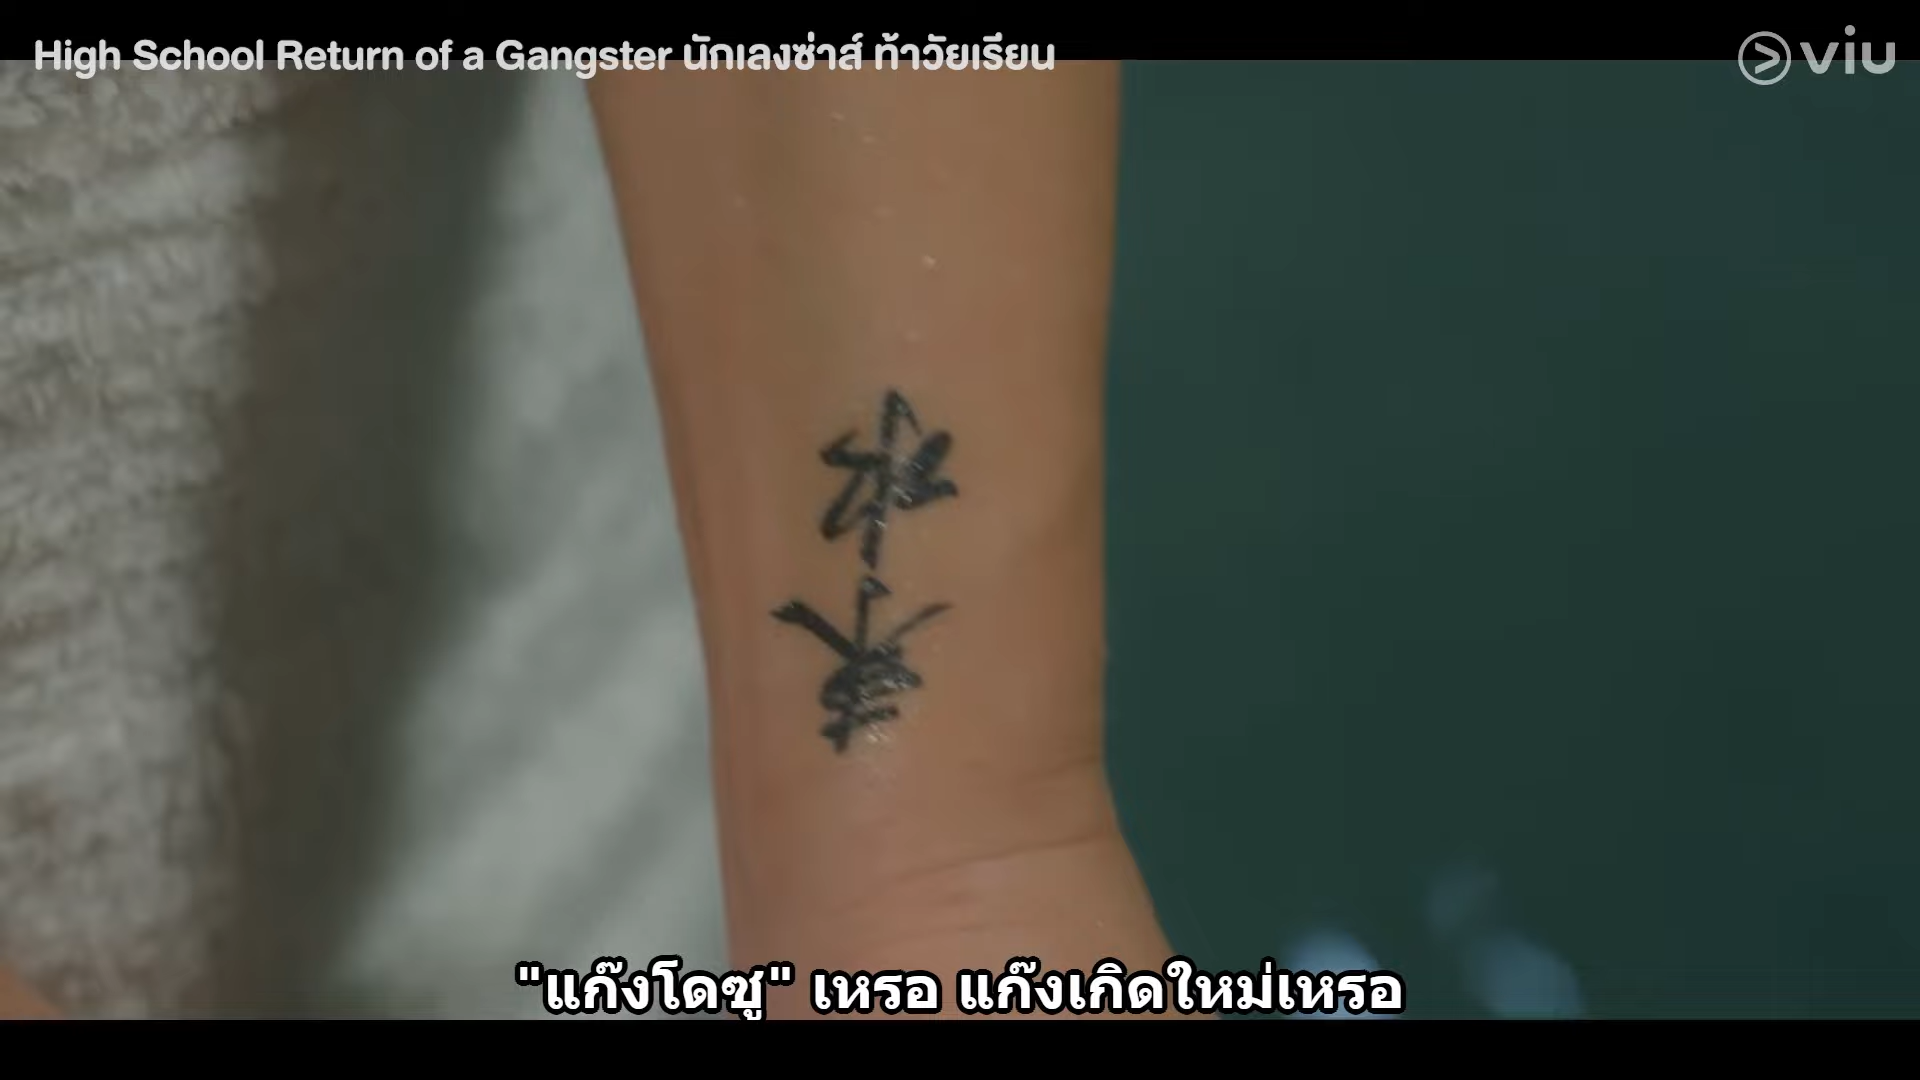 High School Return of a Gangster นักเลงซ่าส์ ท้าวัยเรียน
viu
"แก๊งโดซู" เหรอ แก๊งเกิดใหม่เหรอ